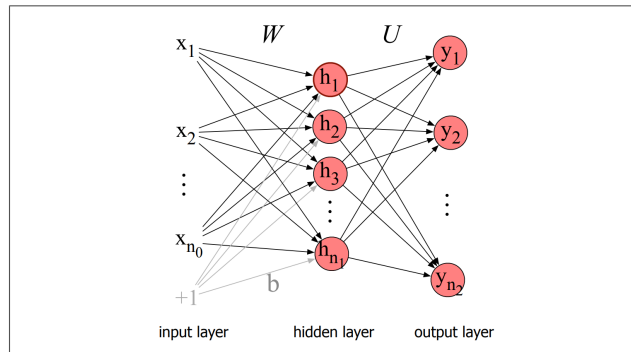 W U
x1 y1
h1
x2 h2 y2
h3
⋮
⋮ ⋮
xn0 hn1
yn2
+1 b
input layer hidden layer output layer